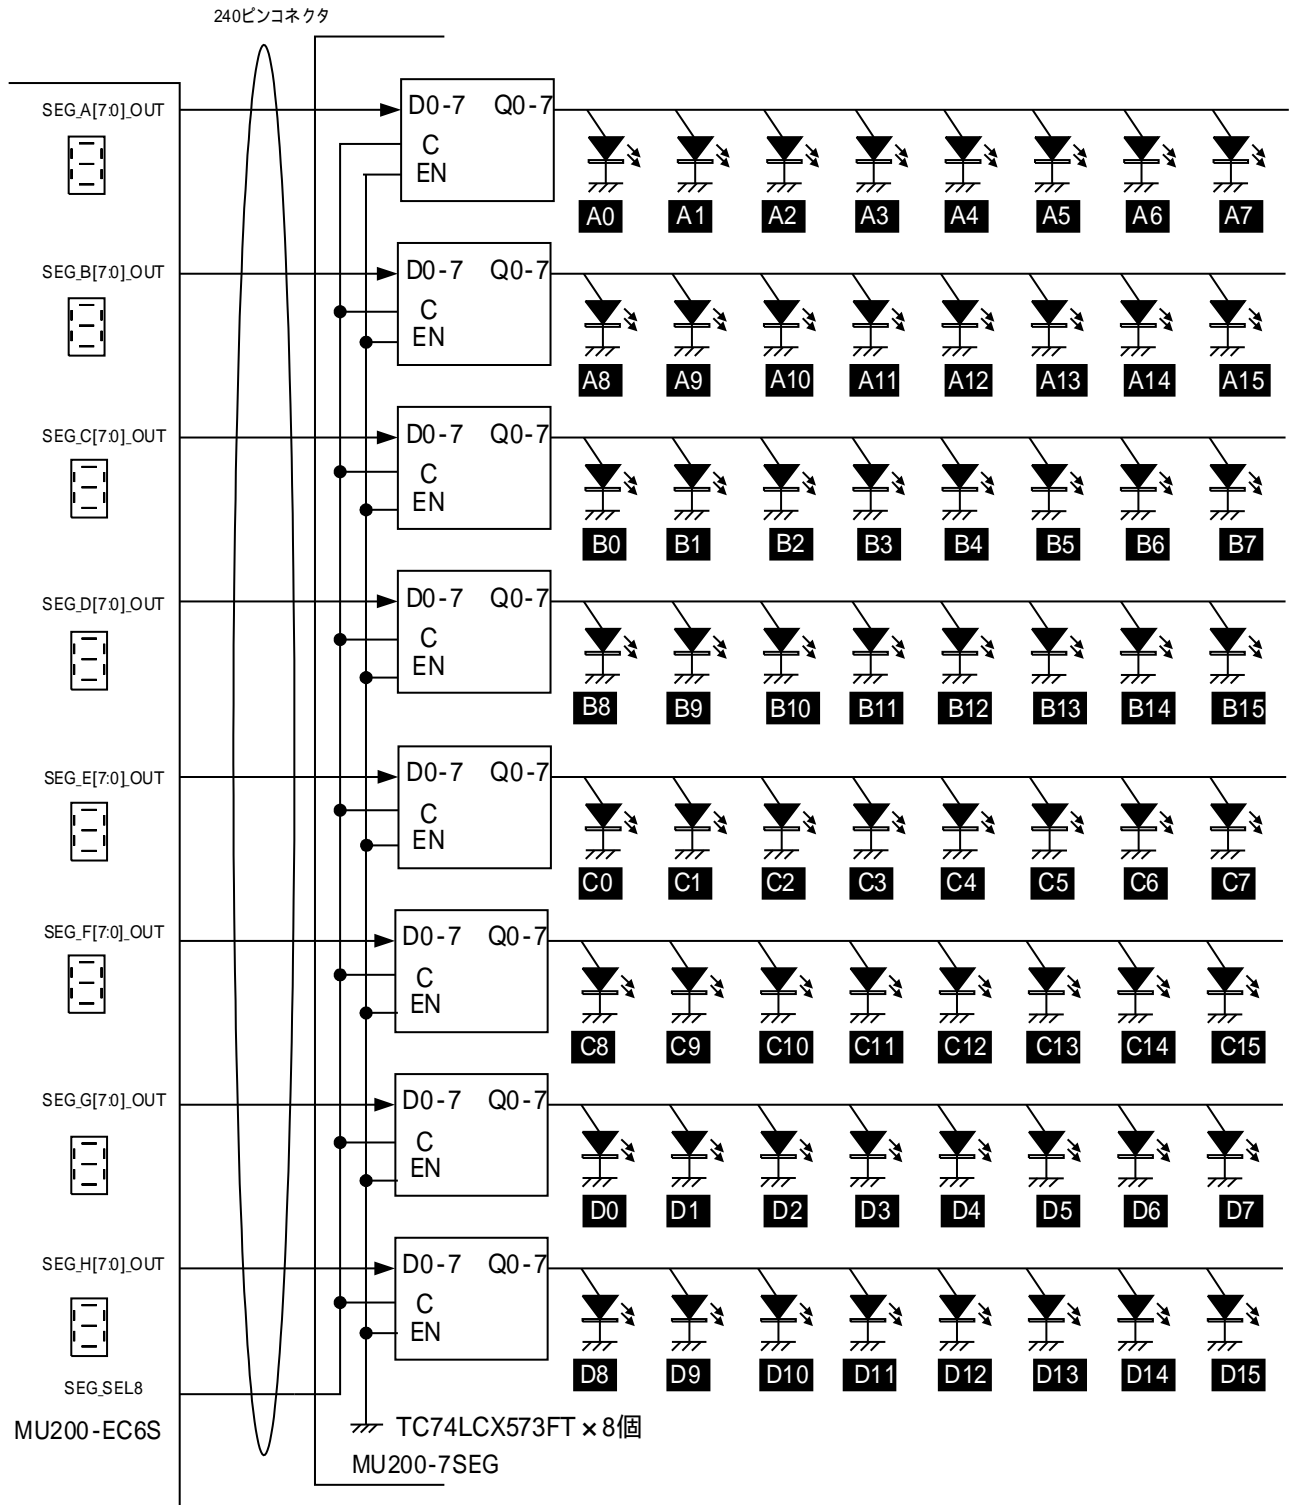 240ピンコネクタ
SEG_A[7:0]_OUT
D0-7 Q0-7
C
EN
A0 A1 A2 A3 A4 A5 A6 A7
SEG_B[7:0]_OUT
D0-7 Q0-7
C
EN
A8 A9 A10 A11 A12 A13 A14 A15
SEG_C[7:0]_OUT
D0-7 Q0-7
C
EN
B0 B1 B2 B3 B4 B5 B6 B7
SEG_D[7:0]_OUT
D0-7 Q0-7
C
EN
B8 B9 B10 B11 B12 B13 B14 B15
SEG_E[7:0]_OUT
D0-7 Q0-7
C
EN
C0 C1 C2 C3 C4 C5 C6 C7
SEG_F[7:0]_OUT
D0-7 Q0-7
C
EN
C8 C9 C10 C11 C12 C13 C14 C15
SEG_G[7:0]_OUT
D0-7 Q0-7
C
EN
D0 D1 D2 D3 D4 D5 D6 D7
SEG_H[7:0]_OUT
D0-7 Q0-7
C
EN
D8 D9 D10 D11 D12 D13 D14 D15
SEG_SEL8
MU200-EC6S
TC74LCX573FT×8個
MU200-7SEG